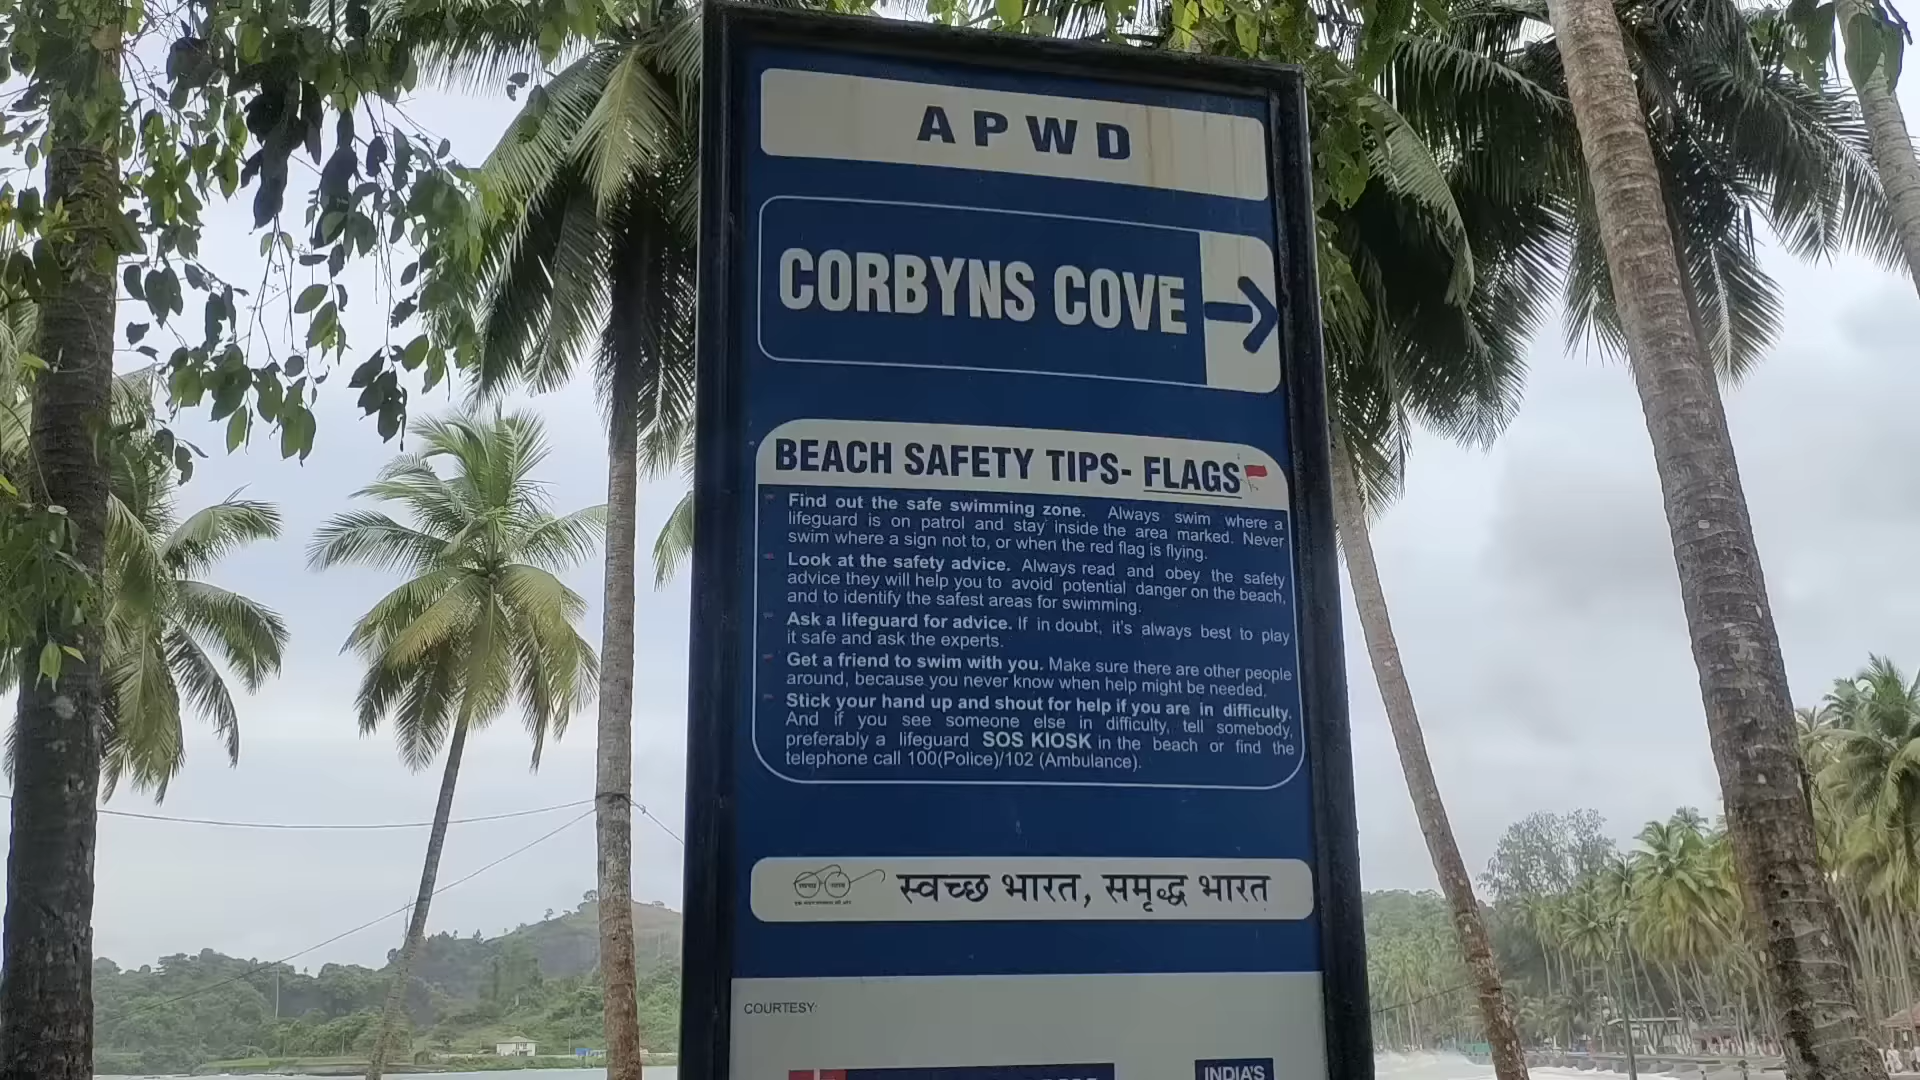 APWD
CORBYNS COVE
BEACH SAFETY TIPS- FLAGS
Find out the safe swimming zone. Always swim where a
lifeguard is on patrol and stay inside the area marked. Never
swim where a sign not to, or when the red flag is flying.
Look at the safety advice. Always read and obey the safety
advice they will help you to avoid potential danger on the beach,
and to identify the safest areas for swimming.
Ask a lifeguard for advice. If in doubt, it's always best to play
it safe and ask the experts.
Get a friend to swim with you. Make sure there are other people
around, because you never know when help might be needed.
Stick your hand up and shout for help if you are in difficulty.
And if you see someone else in difficulty, tell somebody,
preferably a lifeguard SOS KIOSK in the beach or find the
telephone call 100(Police)/102 (Ambulance).
स्वच्छ भारत, समृद्ध भारत
COURTESY:
INDIA'S